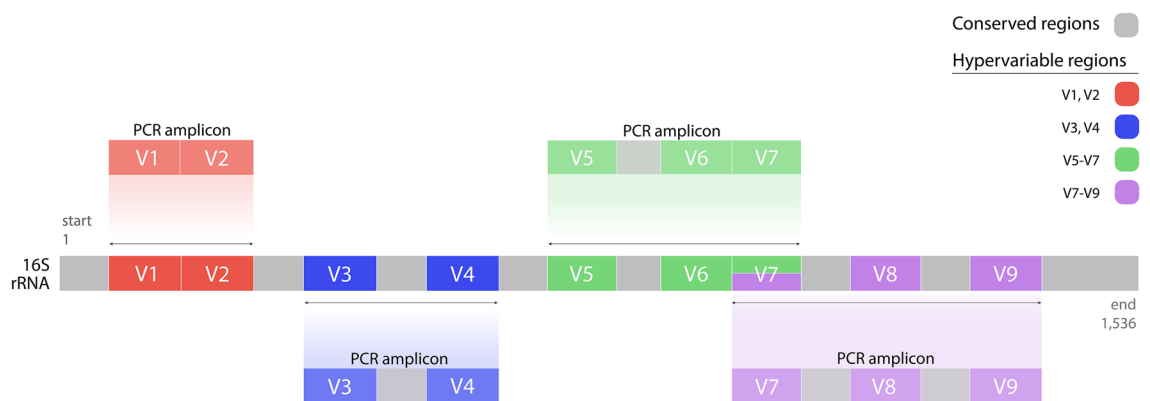 Conserved regions
Hypervariable regions
V1, V2
V3, V4
V5-V7
V7-V9
PCR amplicon
V1 V2
PCR amplicon
V5 V6 V7
start
1
16S
rRNA
V1 V2 V3 V4 V5 V6 V7 V8 V9
end
1,536
PCR amplicon
V3 V4
PCR amplicon
V7 V8 V9